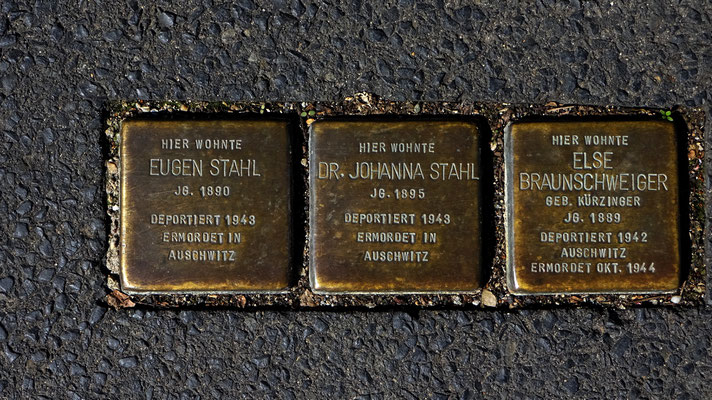 HIER WOHNTE
EUGEN STAHL
JG. 1890
DEPORTIERT 1943
ERMORDET IN
AUSCHWITZ
HIER WOHNTE
DR. JOHANNA STAHL
JG. 1895
DEPORTIERT 1943
ERMORDET IN
AUSCHWITZ
HIER WOHNTE
ELSE
BRAUNSCHWEIGER
GEB. KÜRZINGER
JG. 1889
DEPORTIERT 1942
AUSCHWITZ
ERMORDET OKT. 1944